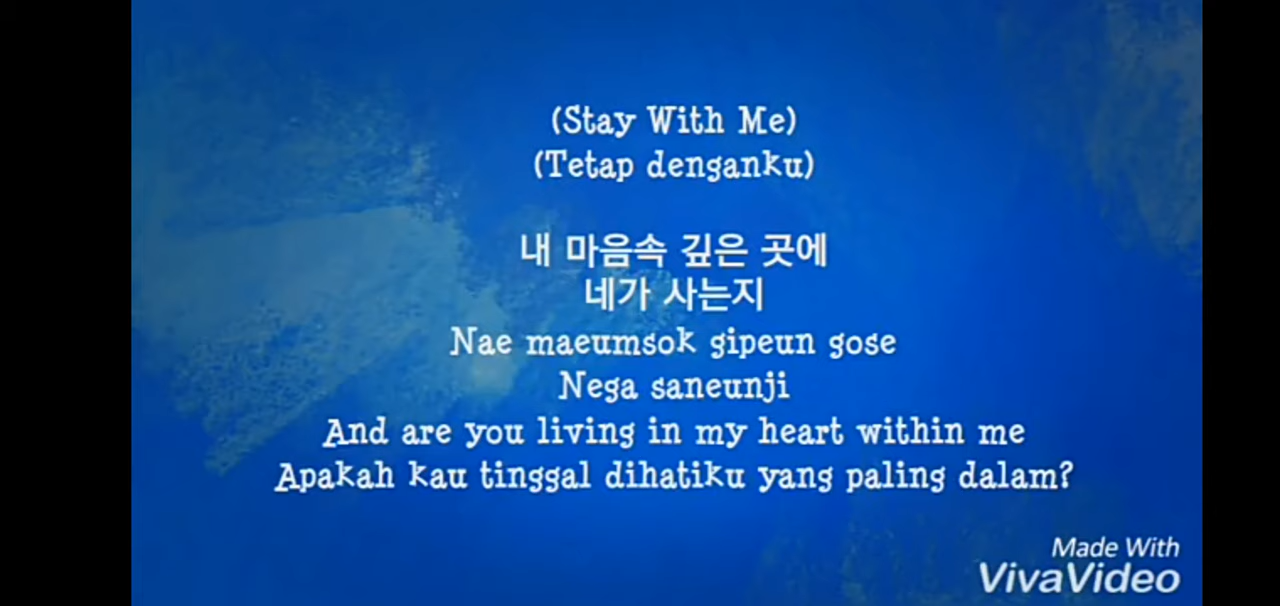 (Stay With Me)
(Tetap denganku)
내 마음속 깊은 곳에
네가 사는지
Nae maeumsok gipeun gose
Nega saneunji
And are you living in my heart within me
Apakah kau tinggal dihatiku yang paling dalam?
Made With
VivaVideo